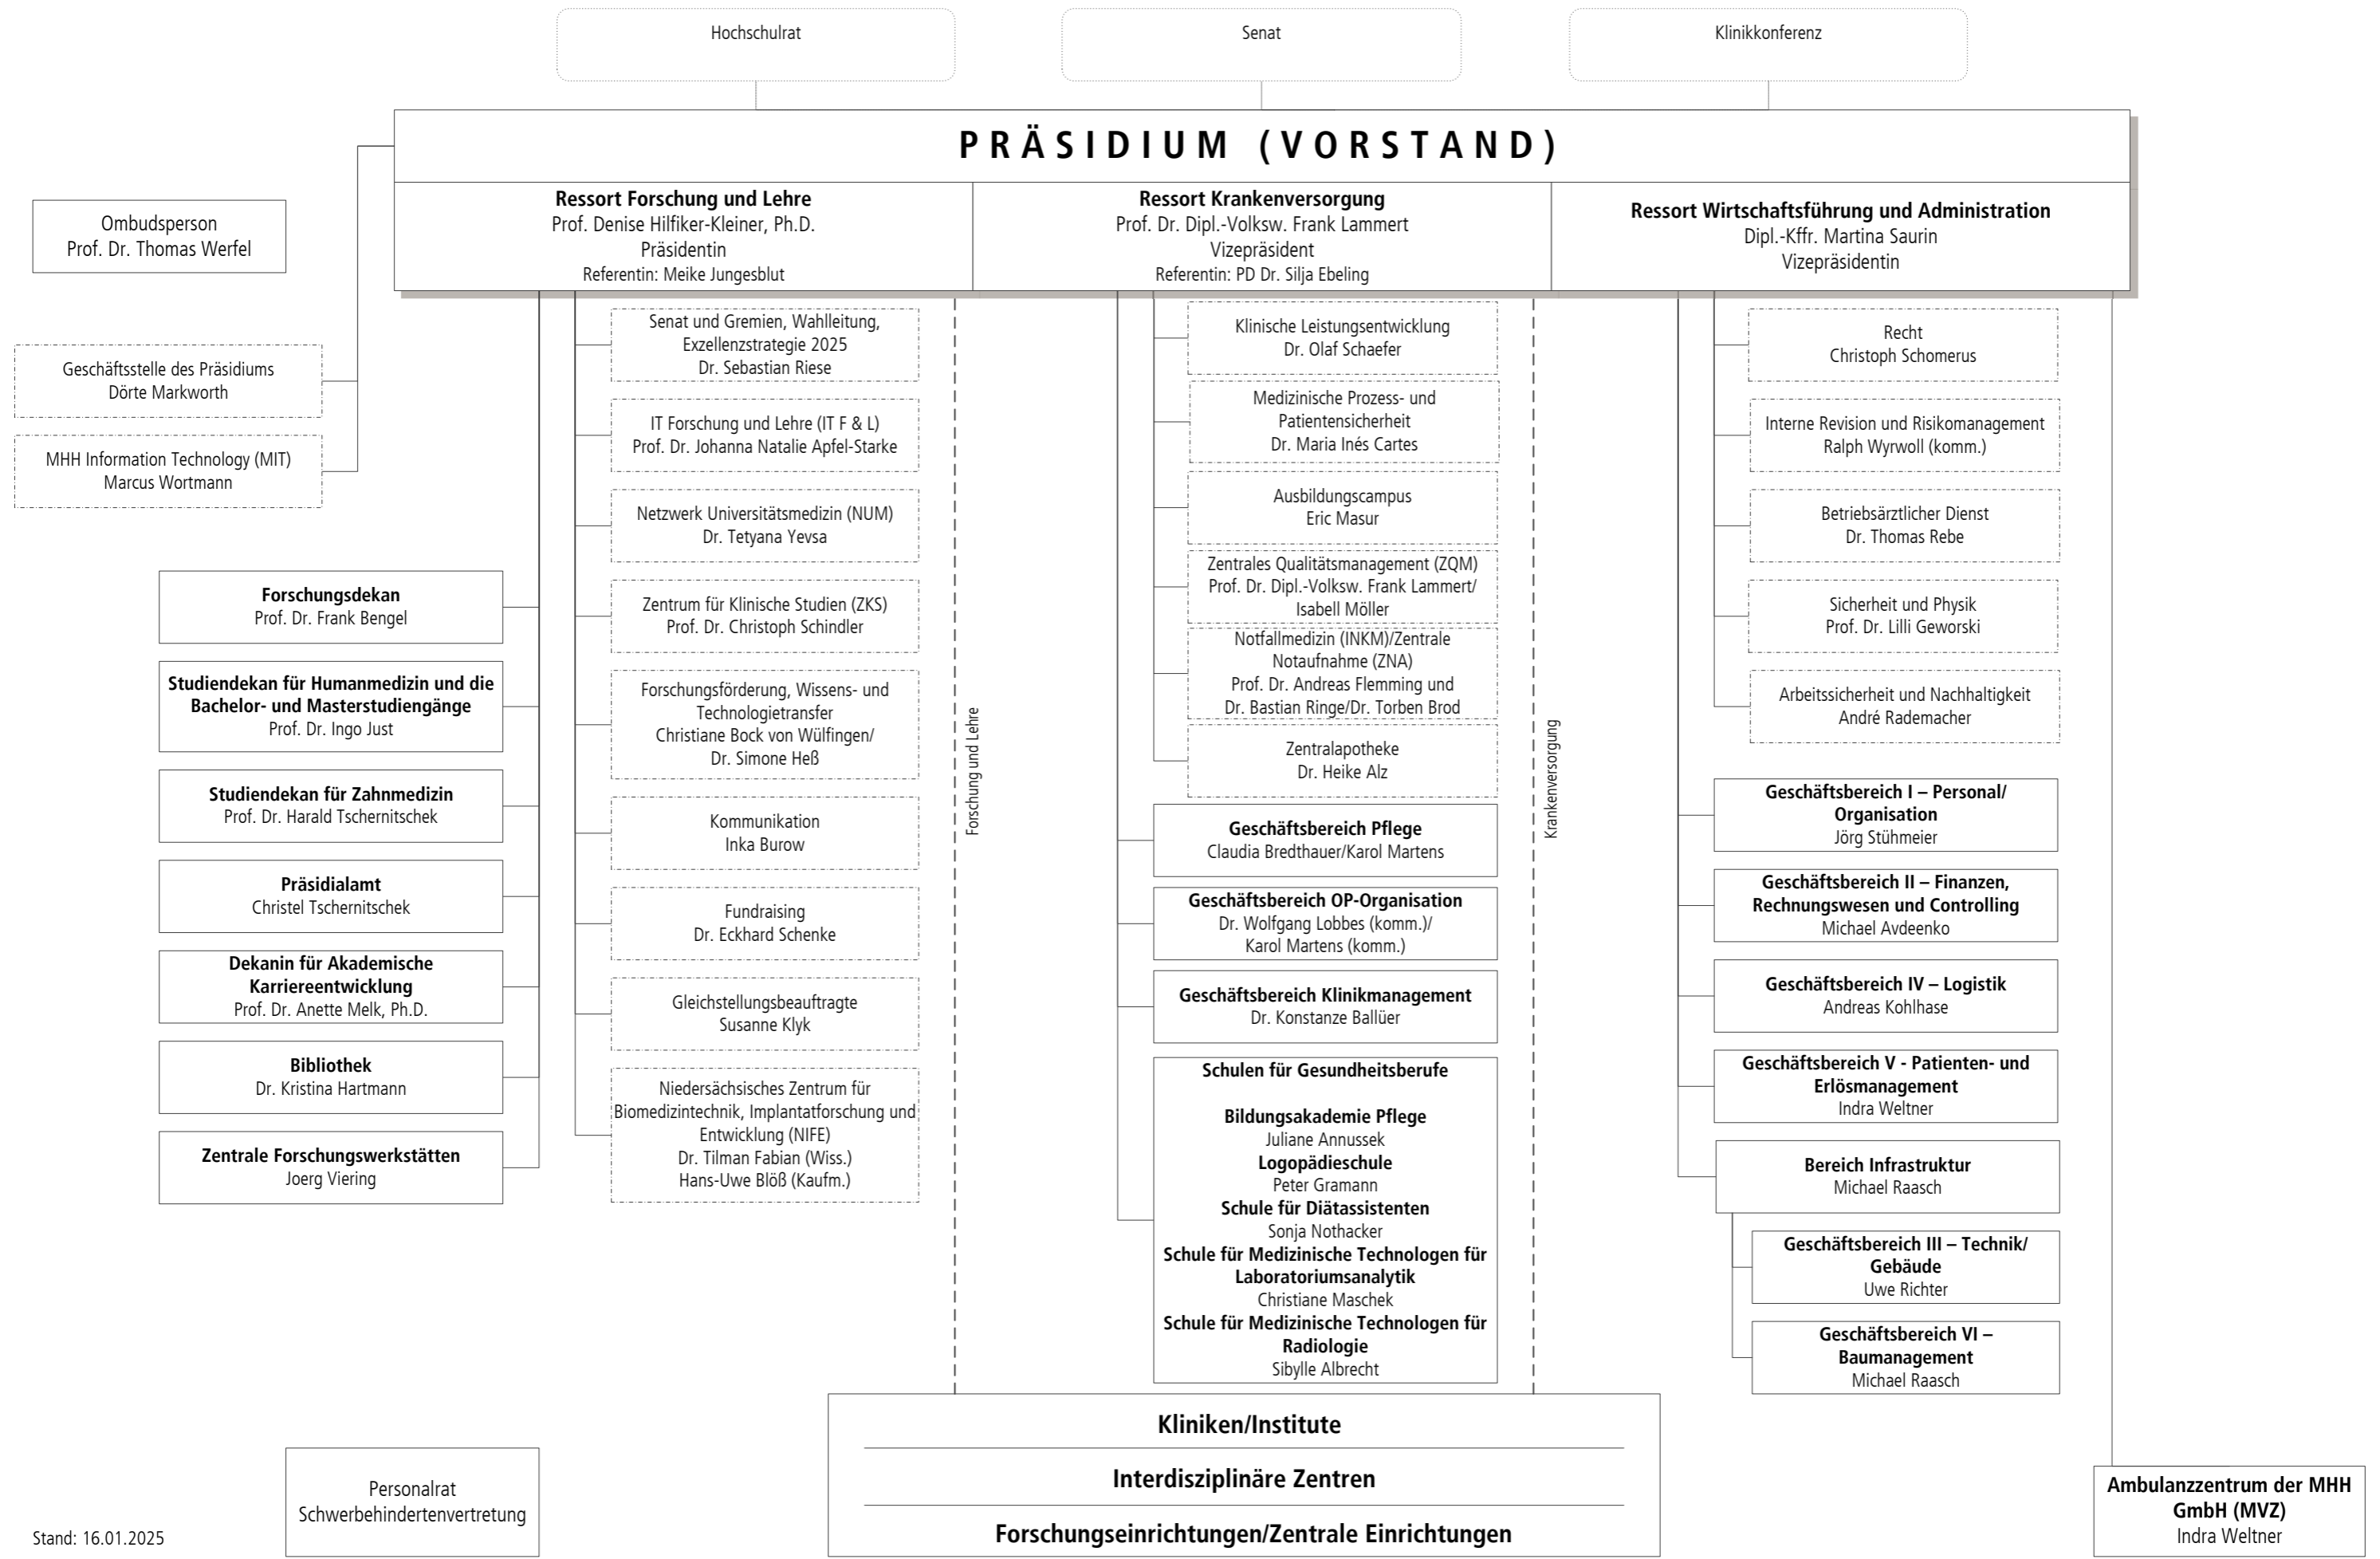 Hochschulrat
Senat
Klinikkonferenz
PRÄSIDIUM (VORSTAND)
Ressort Forschung und Lehre
Prof. Denise Hilfiker-Kleiner, Ph.D.
Präsidentin
Referentin: Meike Jungesblut
Ressort Krankenversorgung
Prof. Dr. Dipl.-Volksw. Frank Lammert
Vizepräsident
Referentin: PD Dr. Silja Ebeling
Ressort Wirtschaftsführung und Administration
Dipl.-Kffr. Martina Saurin
Vizepräsidentin
Ombudsperson
Prof. Dr. Thomas Werfel
Geschäftsstelle des Präsidiums
Dörte Markworth
MHH Information Technology (MIT)
Marcus Wortmann
Forschungsdekan
Prof. Dr. Frank Bengel
Studiendekan für Humanmedizin und die
Bachelor- und Masterstudiengänge
Prof. Dr. Ingo Just
Studiendekan für Zahnmedizin
Prof. Dr. Harald Tschernitschek
Präsidialamt
Christel Tschernitschek
Dekanin für Akademische
Karriereentwicklung
Prof. Dr. Anette Melk, Ph.D.
Bibliothek
Dr. Kristina Hartmann
Zentrale Forschungswerkstätten
Joerg Viering
Senat und Gremien, Wahlleitung,
Exzellenzstrategie 2025
Dr. Sebastian Riese
IT Forschung und Lehre (IT F & L)
Prof. Dr. Johanna Natalie Apfel-Starke
Netzwerk Universitätsmedizin (NUM)
Dr. Tetyana Yevsa
Zentrum für Klinische Studien (ZKS)
Prof. Dr. Christoph Schindler
Forschungsförderung, Wissens- und
Technologietransfer
Christiane Bock von Wülfingen/
Dr. Simone Heß
Kommunikation
Inka Burow
Fundraising
Dr. Eckhard Schenke
Gleichstellungsbeauftragte
Susanne Klyk
Niedersächsisches Zentrum für
Biomedizintechnik, Implantatforschung und
Entwicklung (NIFE)
Dr. Tilman Fabian (Wiss.)
Hans-Uwe Blöß (Kaufm.)
Forschung und Lehre
Klinische Leistungsentwicklung
Dr. Olaf Schaefer
Medizinische Prozess- und
Patientensicherheit
Dr. Maria Inés Cartes
Ausbildungscampus
Eric Masur
Zentrales Qualitätsmanagement (ZQM)
Prof. Dr. Dipl.-Volksw. Frank Lammert/
Isabell Möller
Notfallmedizin (INKM)/Zentrale
Notaufnahme (ZNA)
Prof. Dr. Andreas Flemming und
Dr. Bastian Ringe/Dr. Torben Brod
Zentralapotheke
Dr. Heike Alz
Geschäftsbereich Pflege
Claudia Bredthauer/Karol Martens
Geschäftsbereich OP-Organisation
Dr. Wolfgang Lobbes (komm.)/
Karol Martens (komm.)
Geschäftsbereich Klinikmanagement
Dr. Konstanze Ballüer
Schulen für Gesundheitsberufe
Bildungsakademie Pflege
Juliane Annussek
Logopädieschule
Peter Gramann
Schule für Diätassistenten
Sonja Nothacker
Schule für Medizinische Technologen für
Laboratoriumsanalytik
Christiane Maschek
Schule für Medizinische Technologen für
Radiologie
Sibylle Albrecht
Krankenversorgung
Recht
Christoph Schomerus
Interne Revision und Risikomanagement
Ralph Wyrwoll (komm.)
Betriebsärztlicher Dienst
Dr. Thomas Rebe
Sicherheit und Physik
Prof. Dr. Lilli Geworski
Arbeitssicherheit und Nachhaltigkeit
André Rademacher
Geschäftsbereich I – Personal/
Organisation
Jörg Stühmeier
Geschäftsbereich II – Finanzen,
Rechnungswesen und Controlling
Michael Avdeenko
Geschäftsbereich IV – Logistik
Andreas Kohlhase
Geschäftsbereich V - Patienten- und
Erlösmanagement
Indra Weltner
Bereich Infrastruktur
Michael Raasch
Geschäftsbereich III – Technik/
Gebäude
Uwe Richter
Geschäftsbereich VI –
Baumanagement
Michael Raasch
Kliniken/Institute
Interdisziplinäre Zentren
Forschungseinrichtungen/Zentrale Einrichtungen
Personalrat
Schwerbehindertenvertretung
Ambulanzzentrum der MHH
GmbH (MVZ)
Indra Weltner
Stand: 16.01.2025